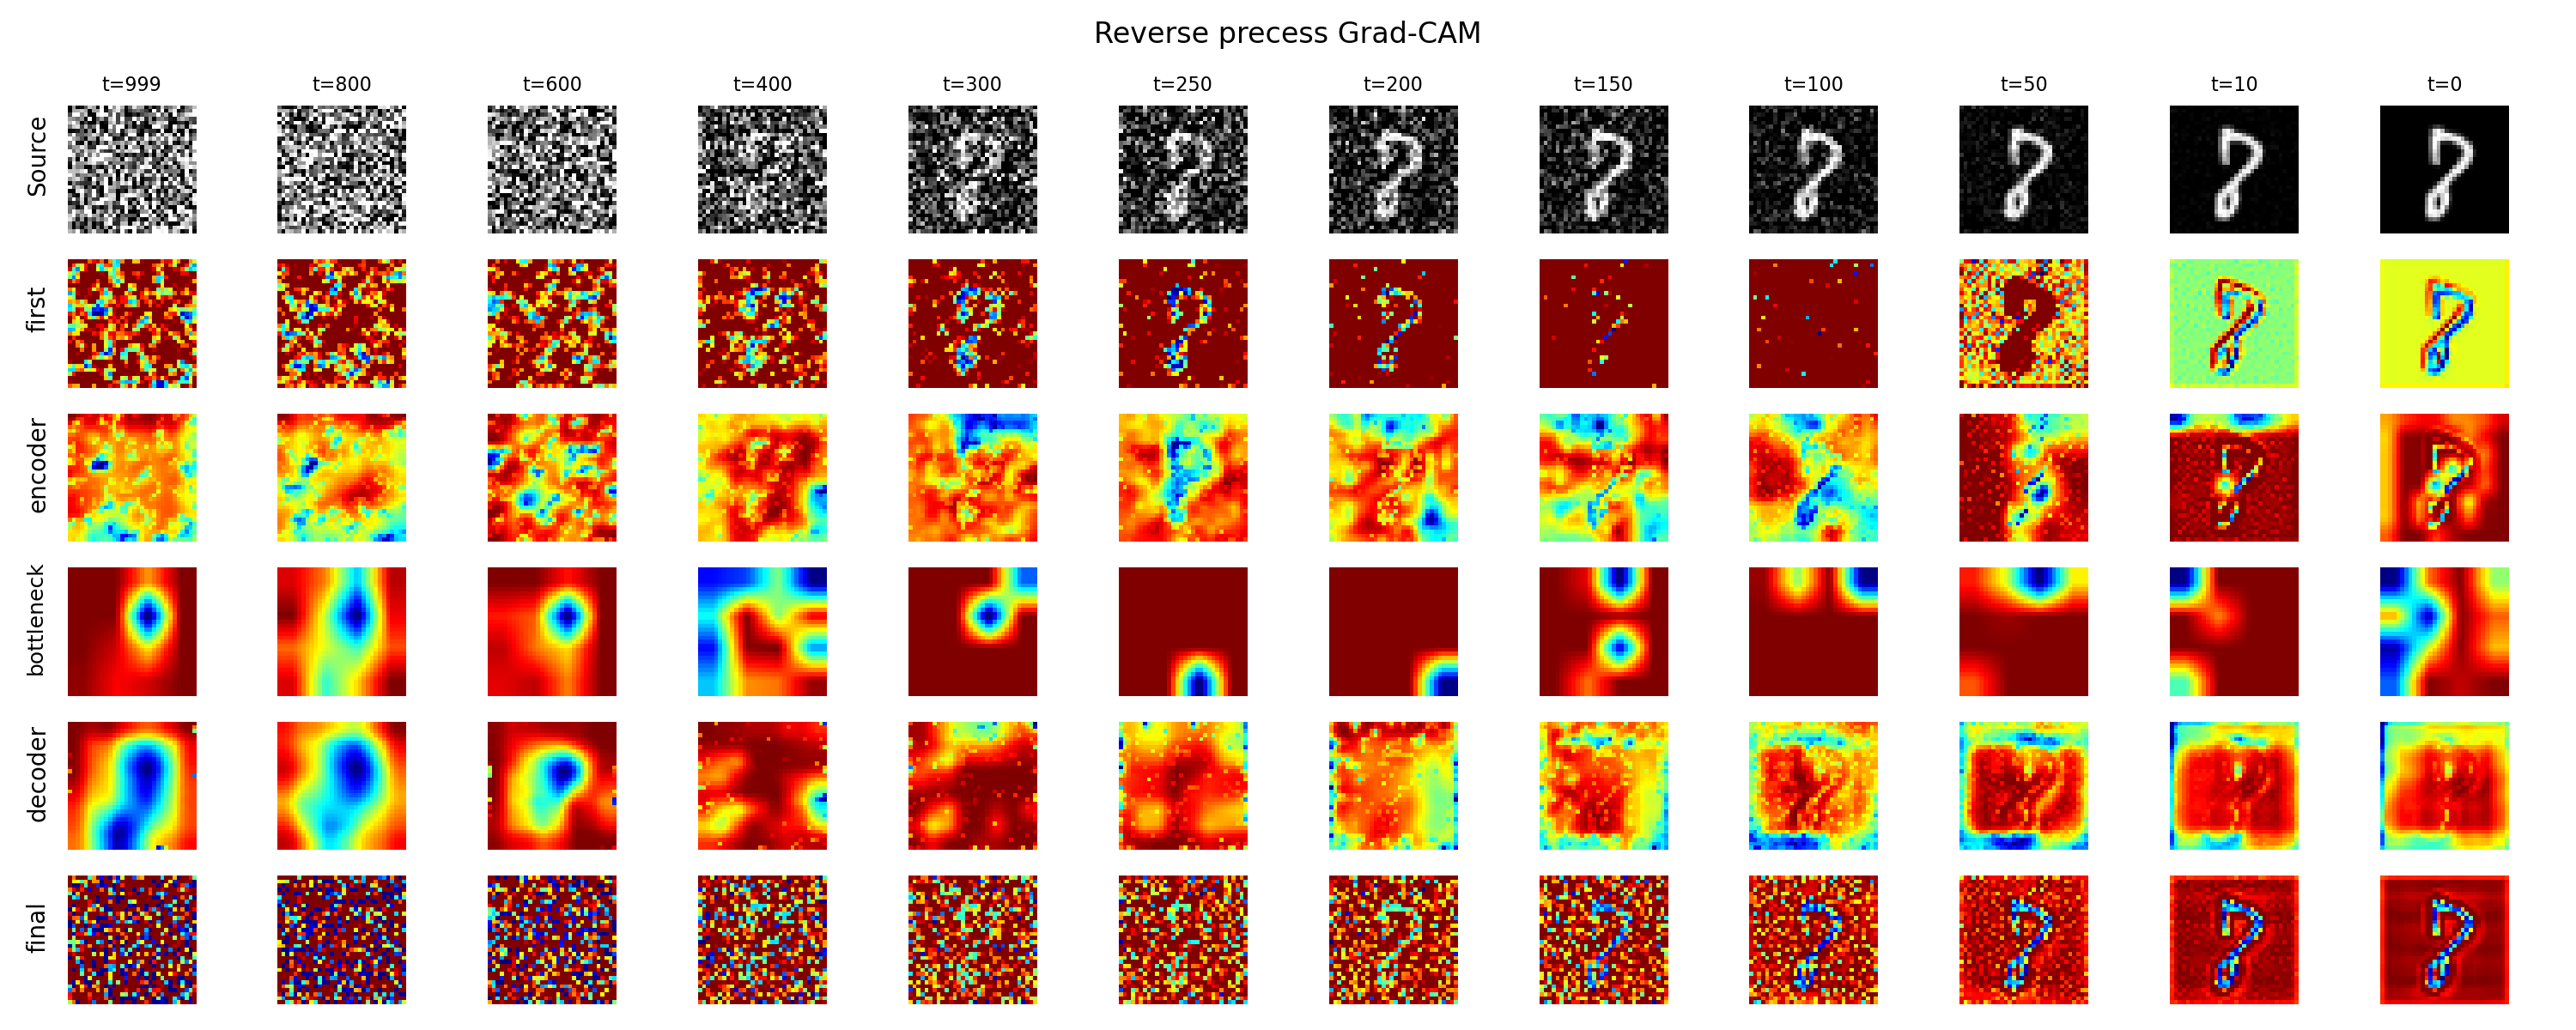 Reverse precess Grad-CAM
t=999 t=800 t=600 t=400 t=300 t=250 t=200 t=150 t=100 t=50 t=10 t=0
Source
first
encoder
bottleneck
decoder
final